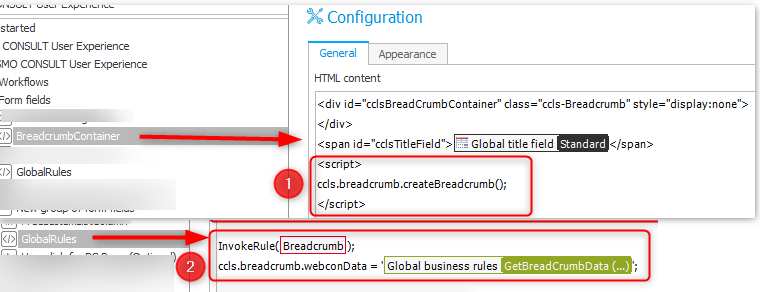 CONSULT User Experience
started
CONSULT User Experience
SMO CONSULT User Experience
Workflows
Form fields
BreadcrumbContainer
GlobalRules
New group of form fields
GlobalRules
Configuration
General Appearance
HTML content
<div id="cclsBreadCrumbContainer" class="ccls-Breadcrumb" style="display:none">
</div>
<span id="cclsTitleField"> Global title field Standard </span>
<script>
ccls.breadcrumb.createBreadcrumb();
</script>
1
InvokeRule( Breadcrumb );
ccls.breadcrumb.webconData = ' Global business rules GetBreadCrumbData (...) ';
2